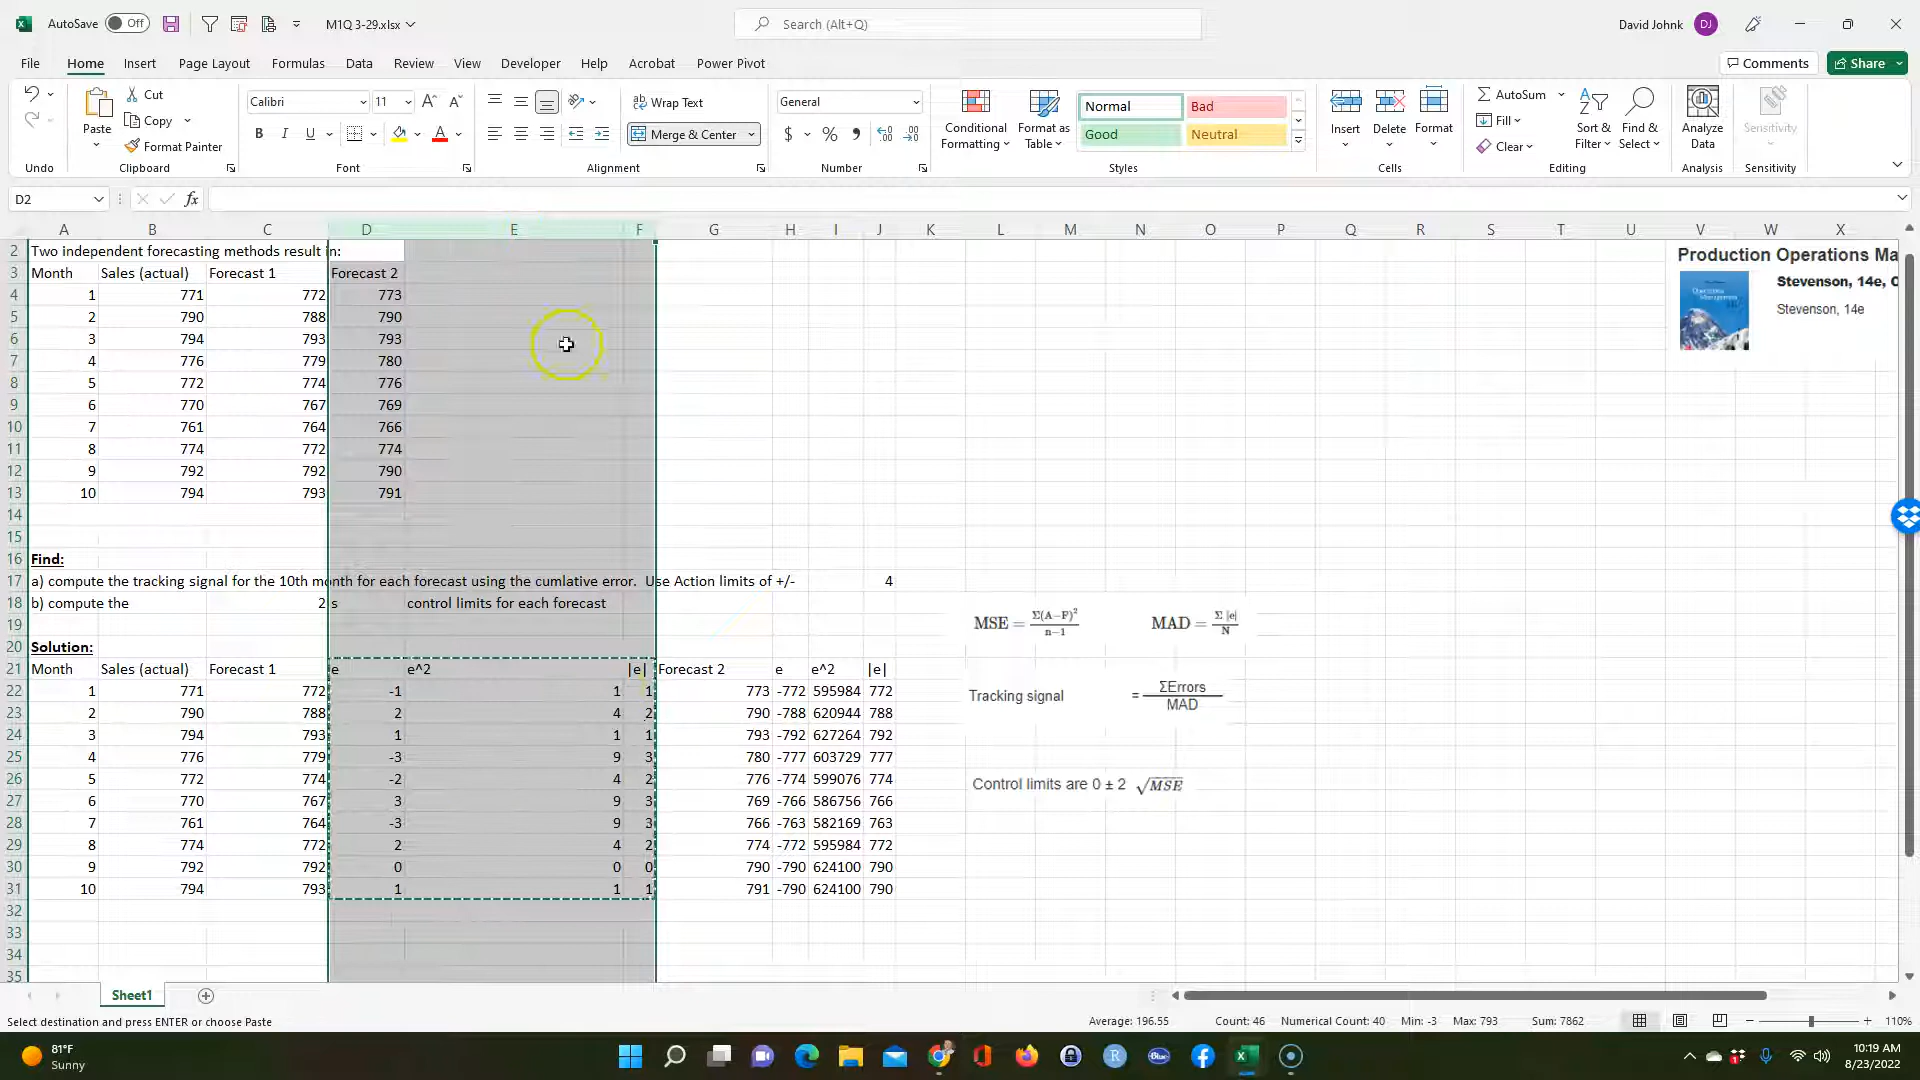 AutoSave Off M1Q 3-29.xlsx Search (Alt+Q) David Johnk DJ
File Home Insert Page Layout Formulas Data Review View Developer Help Acrobat Power Pivot Comments Share
Paste Cut Copy Format Painter Calibri 11 B I U A Wrap Text Merge & Center General $ % Conditional Formatting Format as Table Normal Bad Good Neutral Insert Delete Format AutoSum Fill Clear Sort & Filter Find & Select Analyze Data Sensitivity
Undo Clipboard Font Alignment Number Styles Cells Editing Analysis Sensitivity
D2 fx
A B C D E F G H I J K L M N O P Q R S T U V W X
2 Two independent forecasting methods result in: Production Operations Ma
3 Month Sales (actual) Forecast 1 Forecast 2 Stevenson, 14e, O
4 1 771 772 773 Stevenson, 14e
5 2 790 788 790
6 3 794 793 793
7 4 776 779 780
8 5 772 774 776
9 6 770 767 769
10 7 761 764 766
11 8 774 772 774
12 9 792 792 790
13 10 794 793 791
14
15
16 Find:
17 a) compute the tracking signal for the 10th month for each forecast using the cumlative error. Use Action limits of +/- 4
18 b) compute the 2 s control limits for each forecast
19 MSE = Σ(A−F)² / n−1 MAD = Σ |e| / N
20 Solution:
21 Month Sales (actual) Forecast 1 e e^2 |e| Forecast 2 e e^2 |e|
22 1 771 772 -1 1 1 773 -772 595984 772 Tracking signal = ΣErrors / MAD
23 2 790 788 2 4 2 790 -788 620944 788
24 3 794 793 1 1 1 793 -792 627264 792
25 4 776 779 -3 9 3 780 -777 603729 777
26 5 772 774 -2 4 2 776 -774 599076 774 Control limits are 0 ± 2 √MSE
27 6 770 767 3 9 3 769 -766 586756 766
28 7 761 764 -3 9 3 766 -763 582169 763
29 8 774 772 2 4 2 774 -772 595984 772
30 9 792 792 0 0 0 790 -790 624100 790
31 10 794 793 1 1 1 791 -790 624100 790
32
33
34
35
Sheet1
Select destination and press ENTER or choose Paste Average: 196.55 Count: 46 Numerical Count: 40 Min: -3 Max: 793 Sum: 7862 110%
81°F
Sunny
10:19 AM
8/23/2022